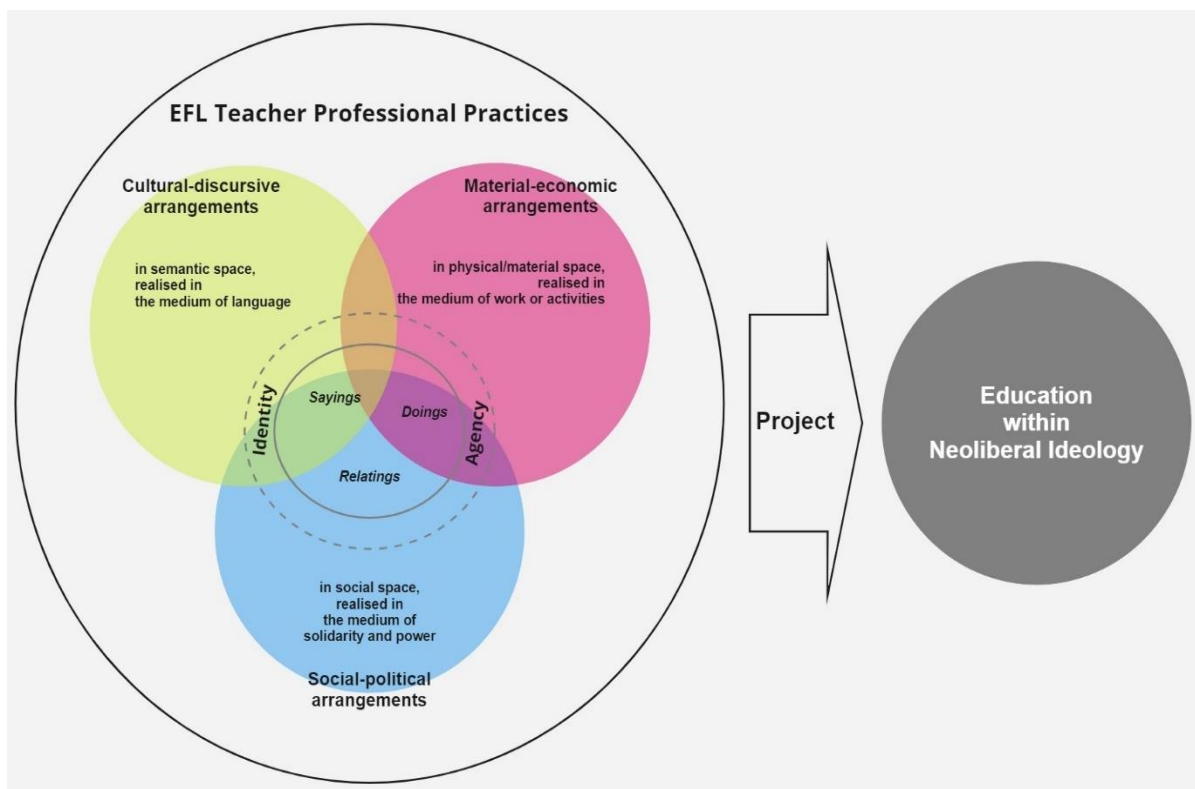 EFL Teacher Professional Practices
Cultural-discursive
arrangements
in semantic space,
realised in
the medium of language
Material-economic
arrangements
in physical/material space,
realised in
the medium of work or activities
Identity
Sayings
Doings
Agency
Relatings
in social space,
realised in
the medium of
solidarity and power
Social-political
arrangements
Project
Education
within
Neoliberal Ideology